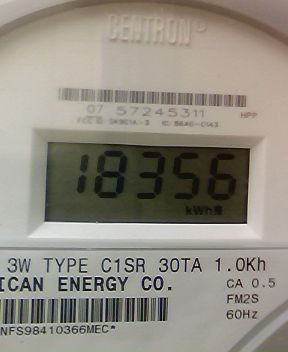 CENTRON®
07 57245311 HPP
18356
kWh
3W TYPE C1SR 30TA 1.0Kh
ICAN ENERGY CO. CA 0.5
FM2S
NFS98410366MEC* 60Hz